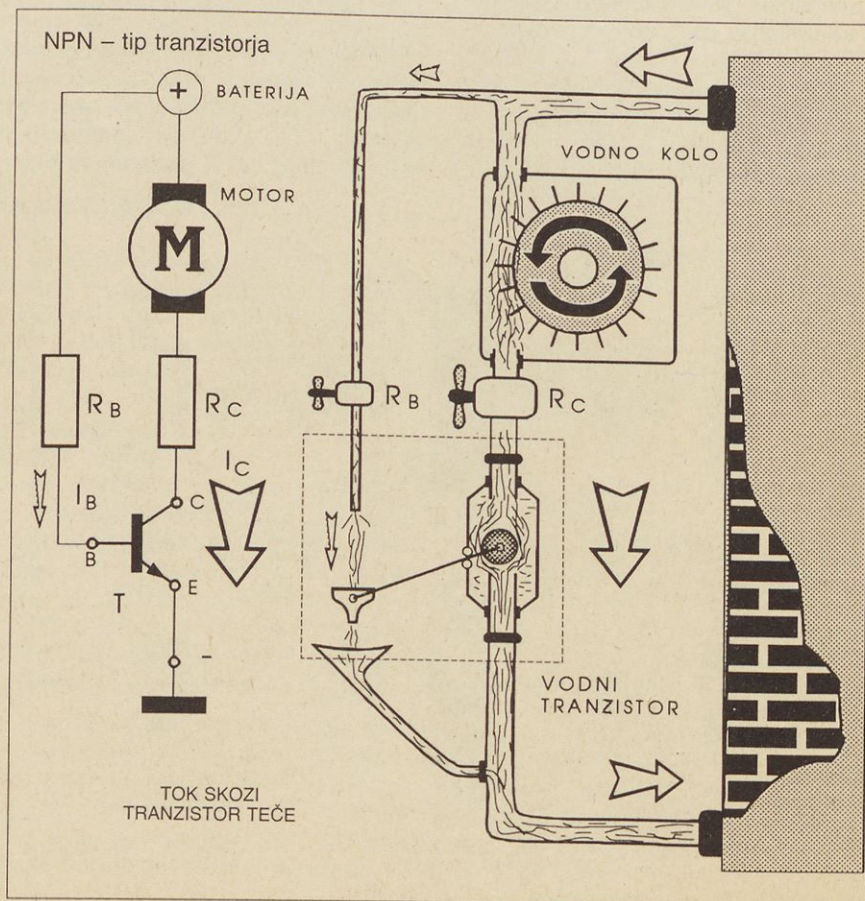 NPN – tip tranzistorja
+
BATERIJA
MOTOR
M
RB
RC
IB
IC
C
B
E
T
-
TOK SKOZI
TRANZISTOR TEČE
VODNO KOLO
RB
RC
VODNI
TRANZISTOR